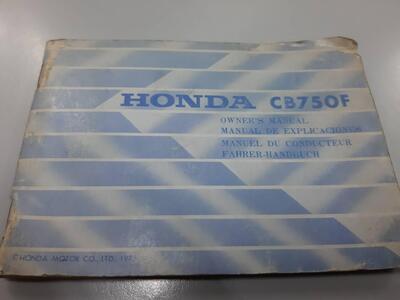 HONDA CB750F
OWNER'S MANUAL
MANUAL DE EXPLICACIONES
MANUEL DU CONDUCTEUR
FAHRER-HANDBUCH
© HONDA MOTOR CO., LTD.